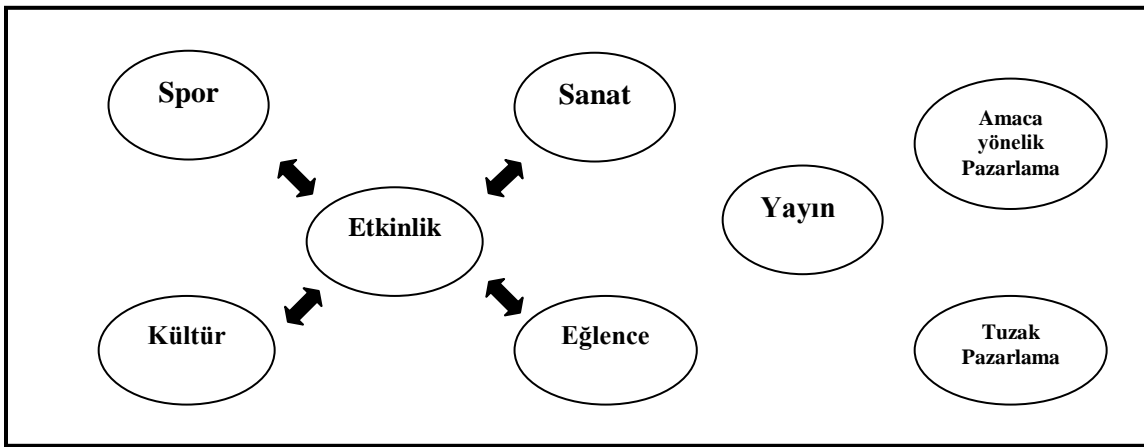 Spor
Sanat
Amaca
yönelik
Pazarlama
Yayın
Etkinlik
Kültür
Eğlence
Tuzak
Pazarlama